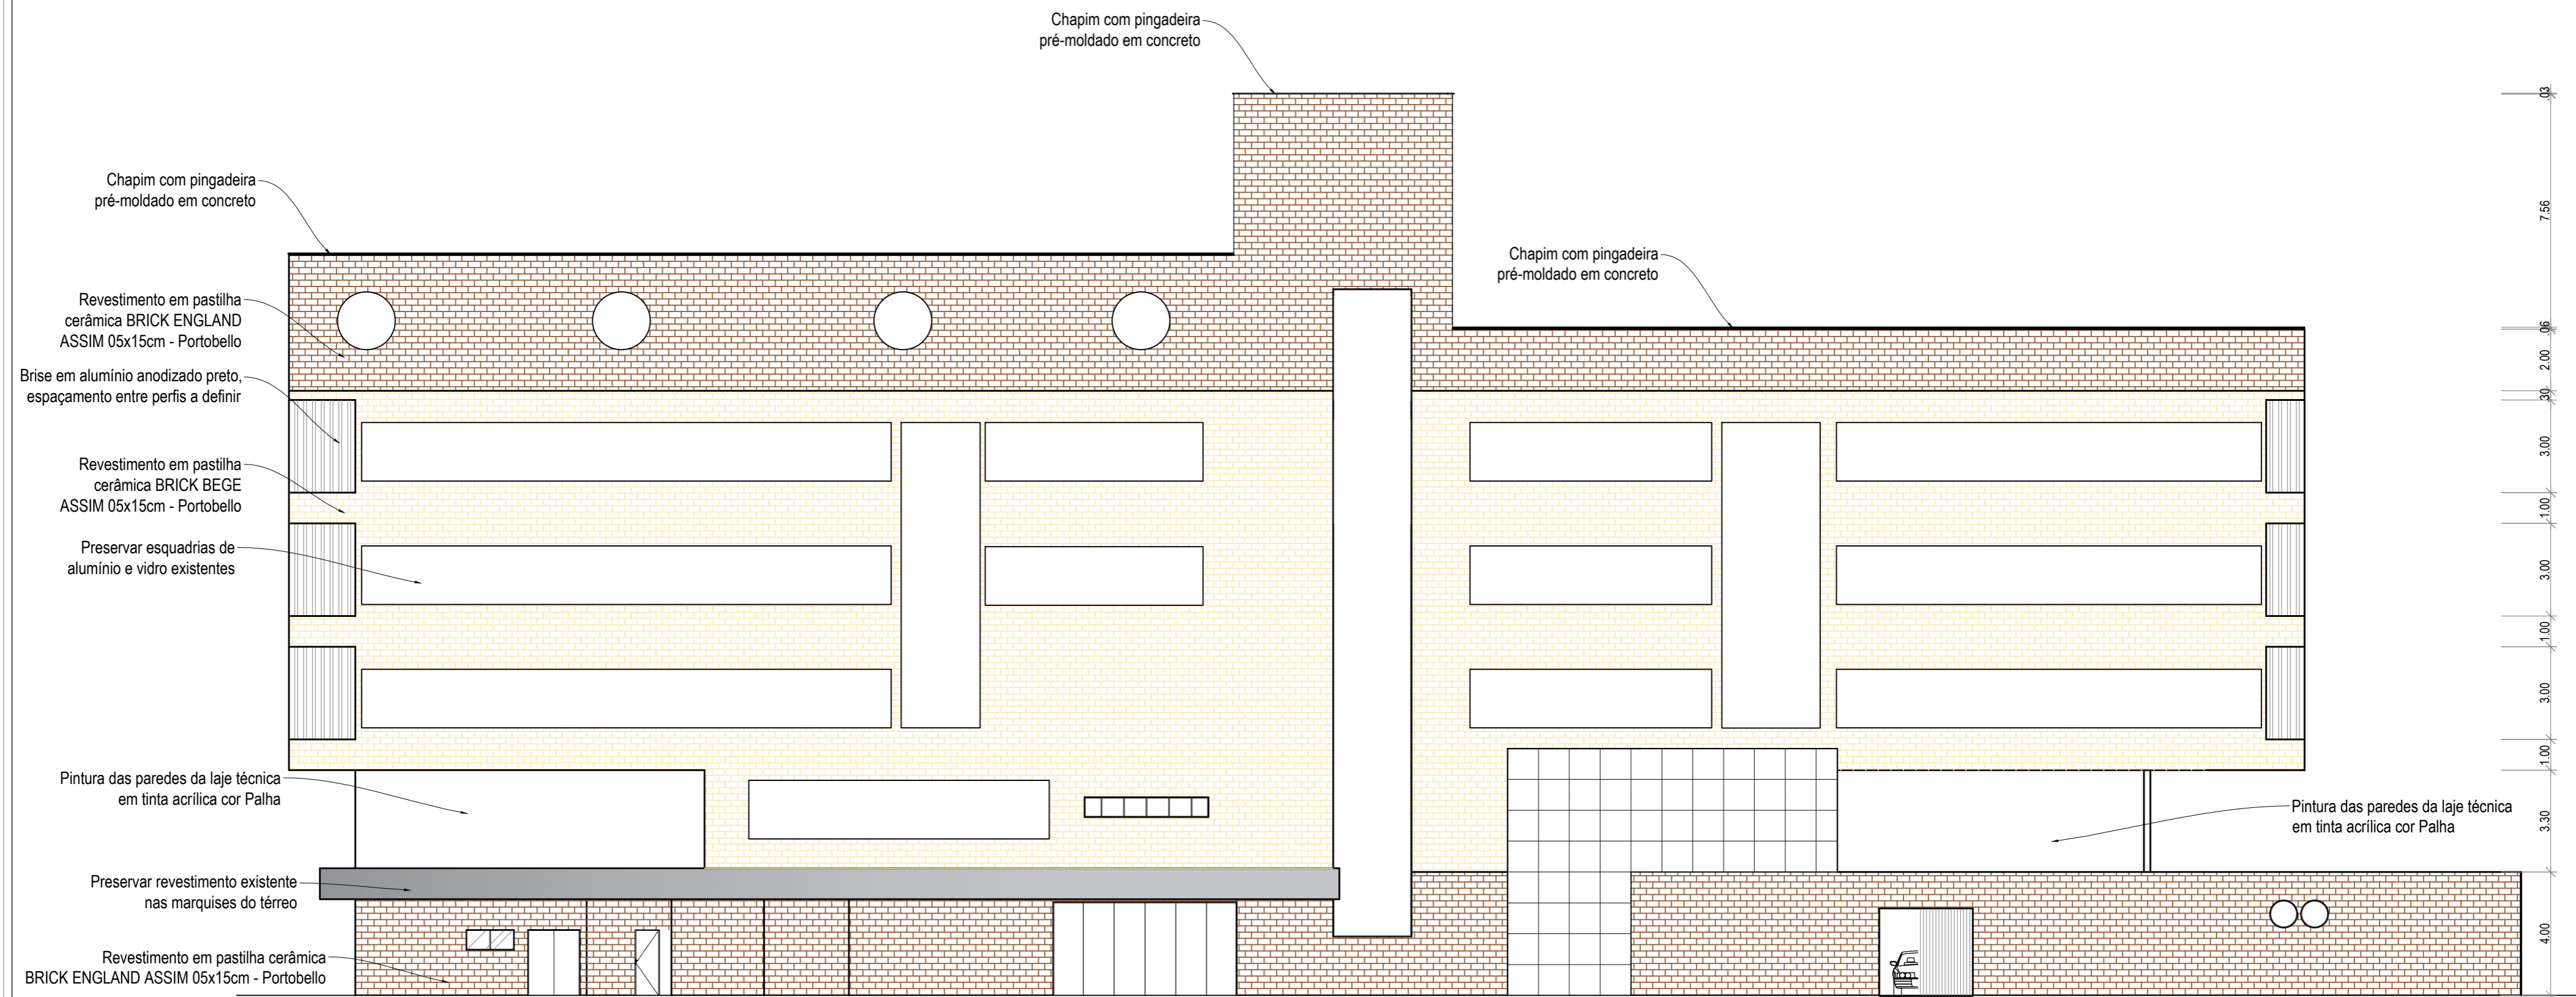 Chapim com pingadeira
pré-moldado em concreto
Chapim com pingadeira
pré-moldado em concreto
Chapim com pingadeira
pré-moldado em concreto
Revestimento em pastilha
cerâmica BRICK ENGLAND
ASSIM 05x15cm - Portobello
Brise em alumínio anodizado preto,
espaçamento entre perfis a definir
Revestimento em pastilha
cerâmica BRICK BEGE
ASSIM 05x15cm - Portobello
Preservar esquadrias de
alumínio e vidro existentes
Pintura das paredes da laje técnica
em tinta acrílica cor Palha
Preservar revestimento existente
nas marquises do térreo
Revestimento em pastilha cerâmica
BRICK ENGLAND ASSIM 05x15cm - Portobello
Pintura das paredes da laje técnica
em tinta acrílica cor Palha
.03
7.56
.06
2.00
.30
3.00
1.00
3.00
1.00
3.00
1.00
3.30
4.00